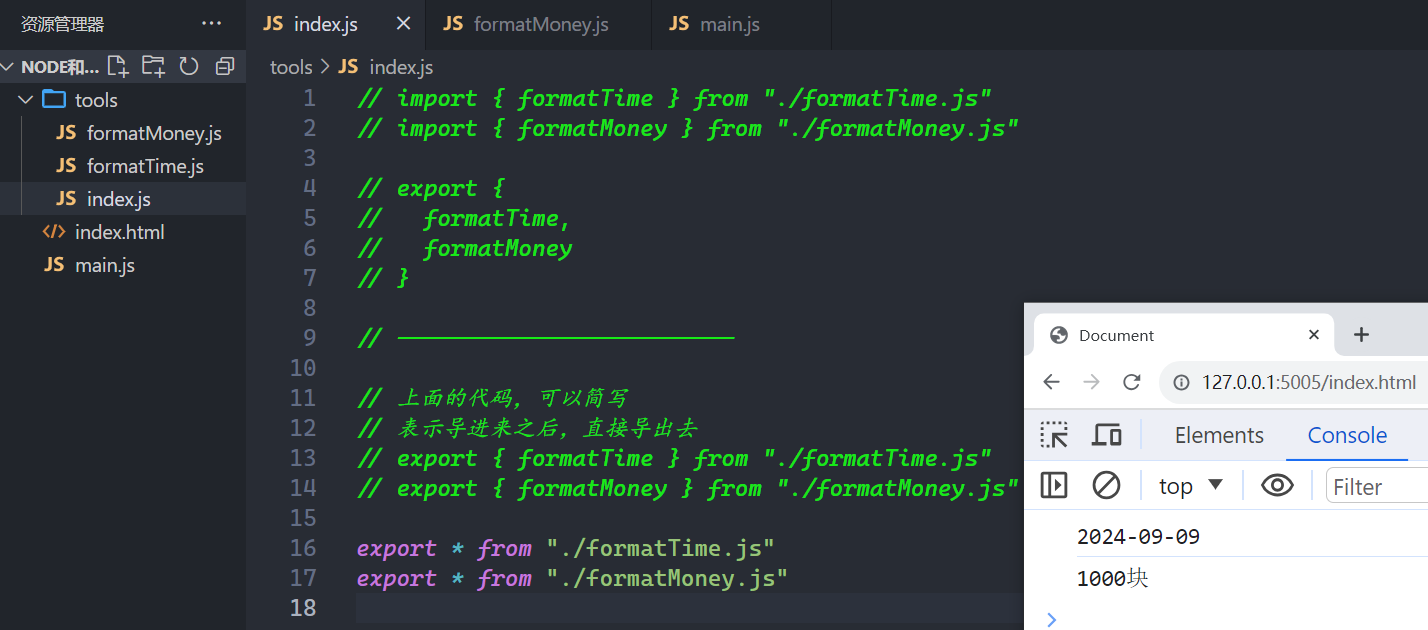 资源管理器 ...
NODE和...
tools
JS formatMoney.js
JS formatTime.js
JS index.js
index.html
JS main.js
JS index.js
JS formatMoney.js
JS main.js
tools > JS index.js
1 // import { formatTime } from "./formatTime.js"
2 // import { formatMoney } from "./formatMoney.js"
3
4 // export {
5 //   formatTime,
6 //   formatMoney
7 // }
8
9 // ─────────────────────────
10
11 // 上面的代码，可以简写
12 // 表示导进来之后，直接导出去
13 // export { formatTime } from "./formatTime.js"
14 // export { formatMoney } from "./formatMoney.js"
15
16 export * from "./formatTime.js"
17 export * from "./formatMoney.js"
18
Document
127.0.0.1:5005/index.html
Elements Console
top Filter
2024-09-09
1000块